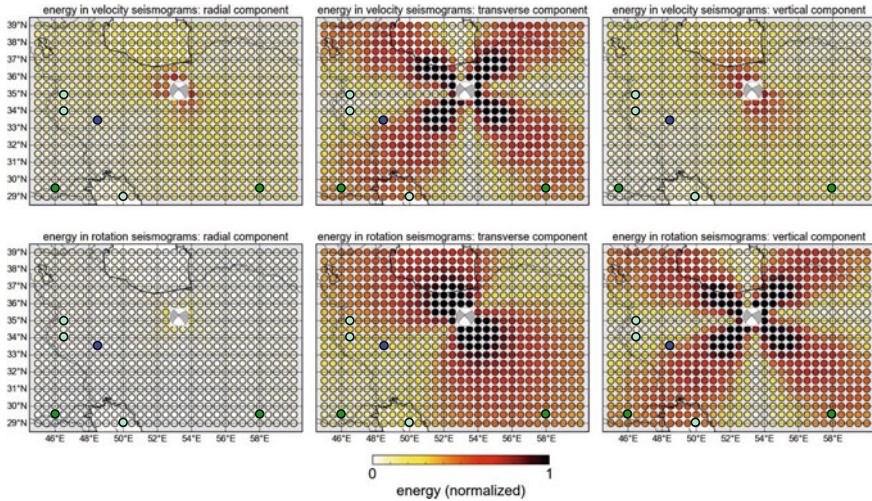 energy in velocity seismograms: radial component
energy in velocity seismograms: transverse component
energy in velocity seismograms: vertical component
39°N
38°N
37°N
36°N
35°N
34°N
33°N
32°N
31°N
30°N
29°N
energy in rotation seismograms: radial component
energy in rotation seismograms: transverse component
energy in rotation seismograms: vertical component
39°N
38°N
37°N
36°N
35°N
34°N
33°N
32°N
31°N
30°N
29°N
46°E 48°E 50°E 52°E 54°E 56°E 58°E 46°E 48°E 50°E 52°E 54°E 56°E 58°E 46°E 48°E 50°E 52°E 54°E 56°E 58°E
0 1
energy (normalized)